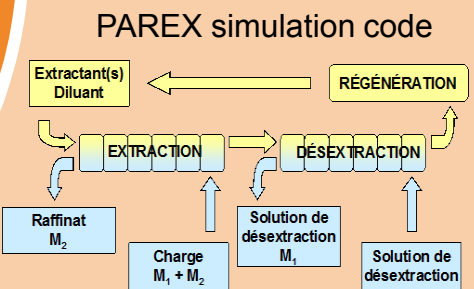 PAREX simulation code
Extractant(s)
Diluant
RÉGÉNÉRATION
EXTRACTION
DÉSEXTRACTION
Raffinat
M₂
Charge
M₁ + M₂
Solution de
désextraction
M₁
Solution de
désextraction